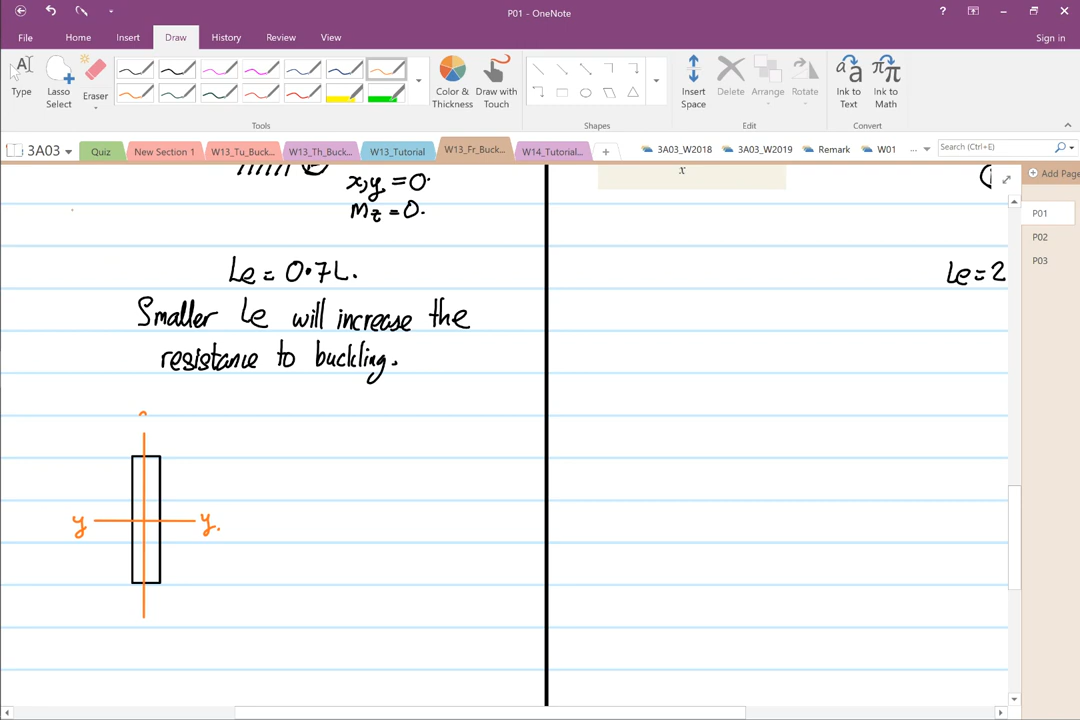 P01 - OneNote
?
File
Home
Insert
Draw
History
Review
View
Sign in
Type
Lasso Select
Eraser
Color & Thickness
Draw with Touch
Insert Space
Delete
Arrange
Rotate
Ink to Text
Ink to Math
Tools
Shapes
Edit
Convert
3A03
Quiz
New Section 1
W13_Tu_Buck...
W13_Th_Buck...
W13_Tutorial
W13_Fr_Buck...
W14_Tutorial...
3A03_W2018
3A03_W2019
Remark
W01
...
Search (Ctrl+E)
Add Page
P01
P02
P03
x,y = 0.
Mz = 0.
x
Le = 0.7L.
Le = 2
Smaller Le will increase the
resistance to buckling.
y
y.